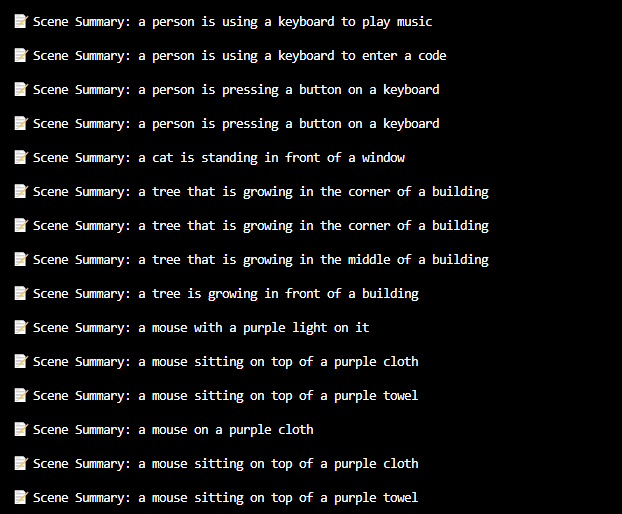 📝 Scene Summary: a person is using a keyboard to play music
📝 Scene Summary: a person is using a keyboard to enter a code
📝 Scene Summary: a person is pressing a button on a keyboard
📝 Scene Summary: a person is pressing a button on a keyboard
📝 Scene Summary: a cat is standing in front of a window
📝 Scene Summary: a tree that is growing in the corner of a building
📝 Scene Summary: a tree that is growing in the corner of a building
📝 Scene Summary: a tree that is growing in the middle of a building
📝 Scene Summary: a tree is growing in front of a building
📝 Scene Summary: a mouse with a purple light on it
📝 Scene Summary: a mouse sitting on top of a purple cloth
📝 Scene Summary: a mouse sitting on top of a purple towel
📝 Scene Summary: a mouse on a purple cloth
📝 Scene Summary: a mouse sitting on top of a purple cloth
📝 Scene Summary: a mouse sitting on top of a purple towel